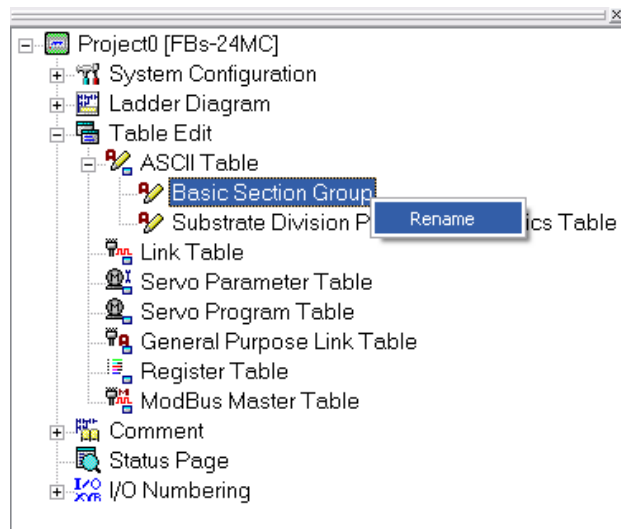 Project0 [FBs-24MC]
System Configuration
Ladder Diagram
Table Edit
ASCII Table
Basic Section Group
Rename
Substrate Division P ics Table
Link Table
Servo Parameter Table
Servo Program Table
General Purpose Link Table
Register Table
ModBus Master Table
Comment
Status Page
I/O Numbering